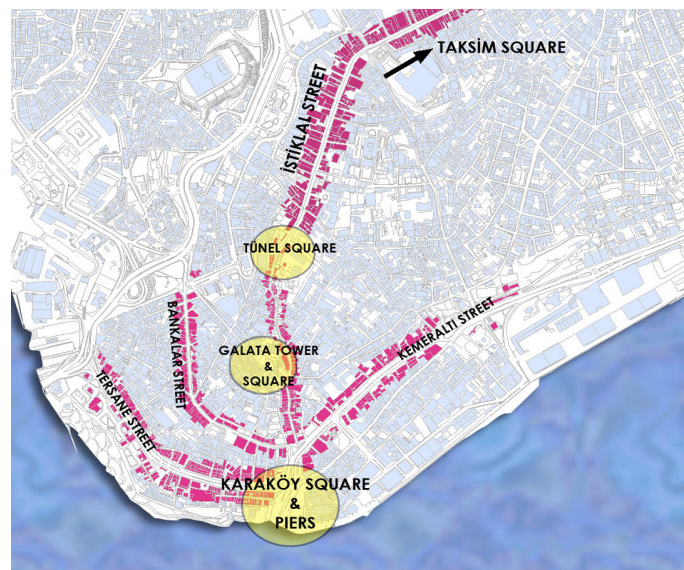 TAKSİM SQUARE
İSTİKLAL STREET
TÜNEL SQUARE
BANKALAR STREET
KEMERALTI STREET
GALATA TOWER
&
SQUARE
TERSANE STREET
KARAKÖY SQUARE
&
PIERS